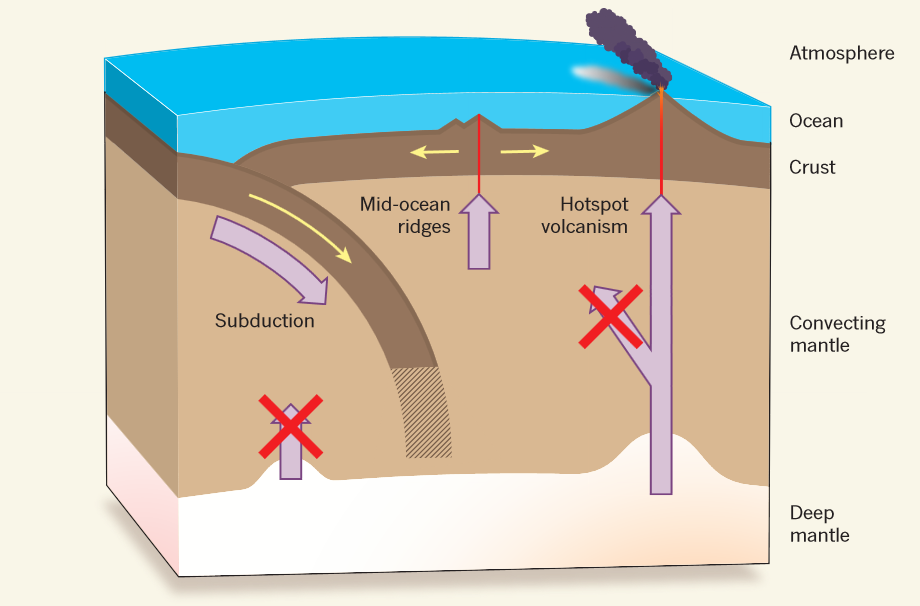 Atmosphere
Ocean
Crust
Mid-ocean
ridges
Hotspot
volcanism
Subduction
Convecting
mantle
Deep
mantle